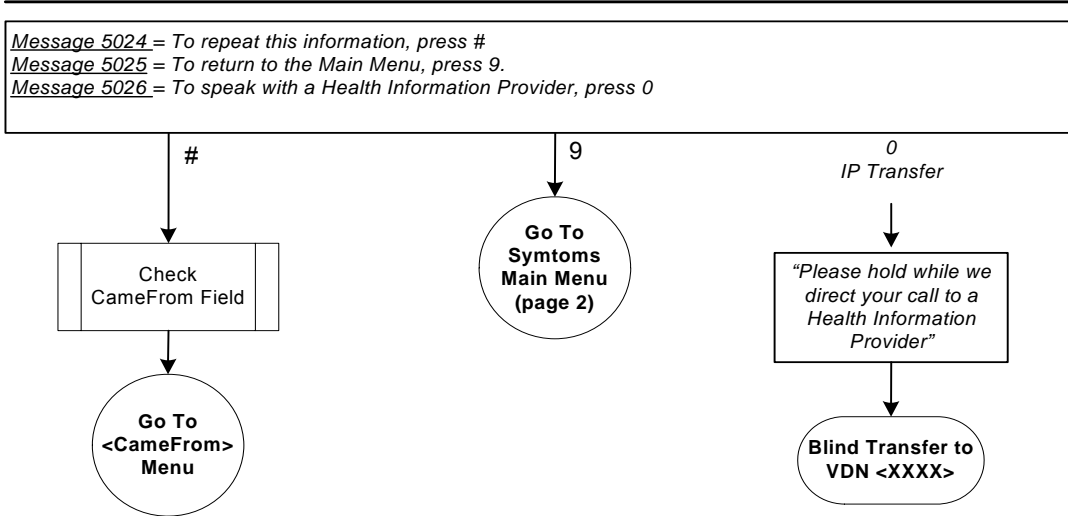 Message 5024 = To repeat this information, press #
Message 5025 = To return to the Main Menu, press 9.
Message 5026 = To speak with a Health Information Provider, press 0
#
9
0
IP Transfer
Check
CameFrom Field
Go To
Symtoms
Main Menu
(page 2)
“Please hold while we
direct your call to a
Health Information
Provider”
Go To
<CameFrom>
Menu
Blind Transfer to
VDN <XXXX>